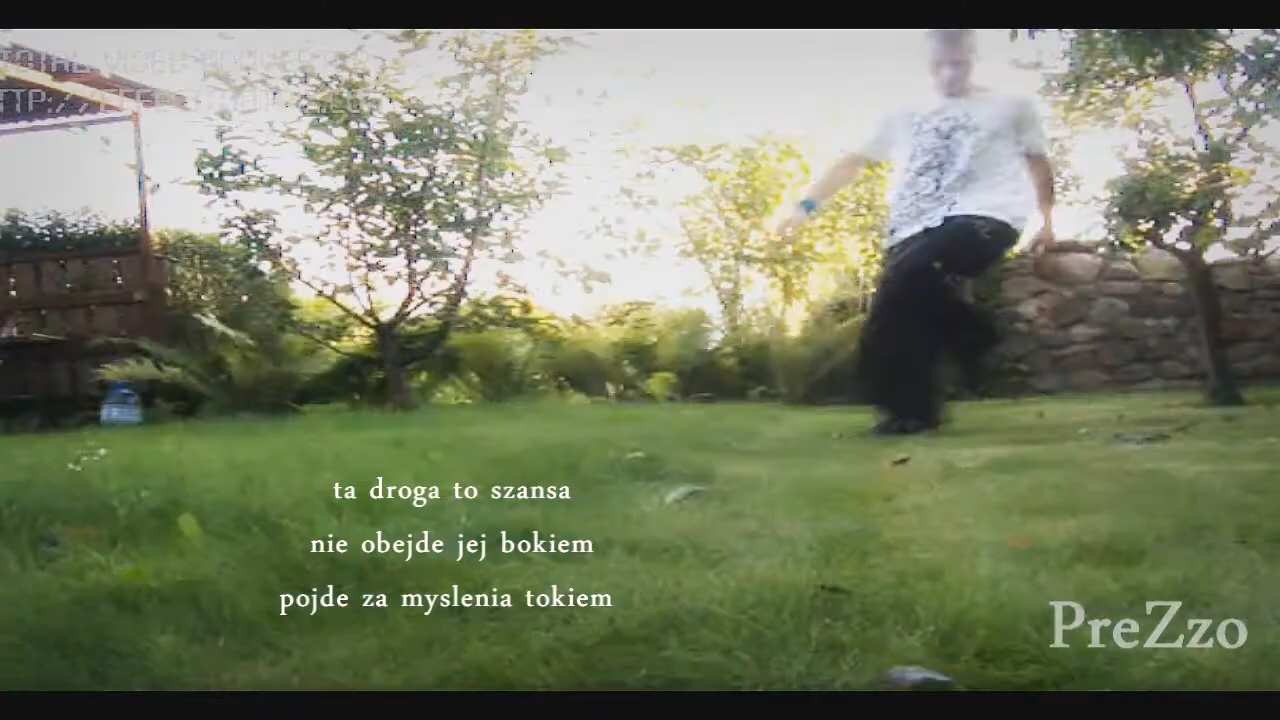 ta droga to szansa
nie obejde jej bokiem
pojde za myslenia tokiem
PreZzo